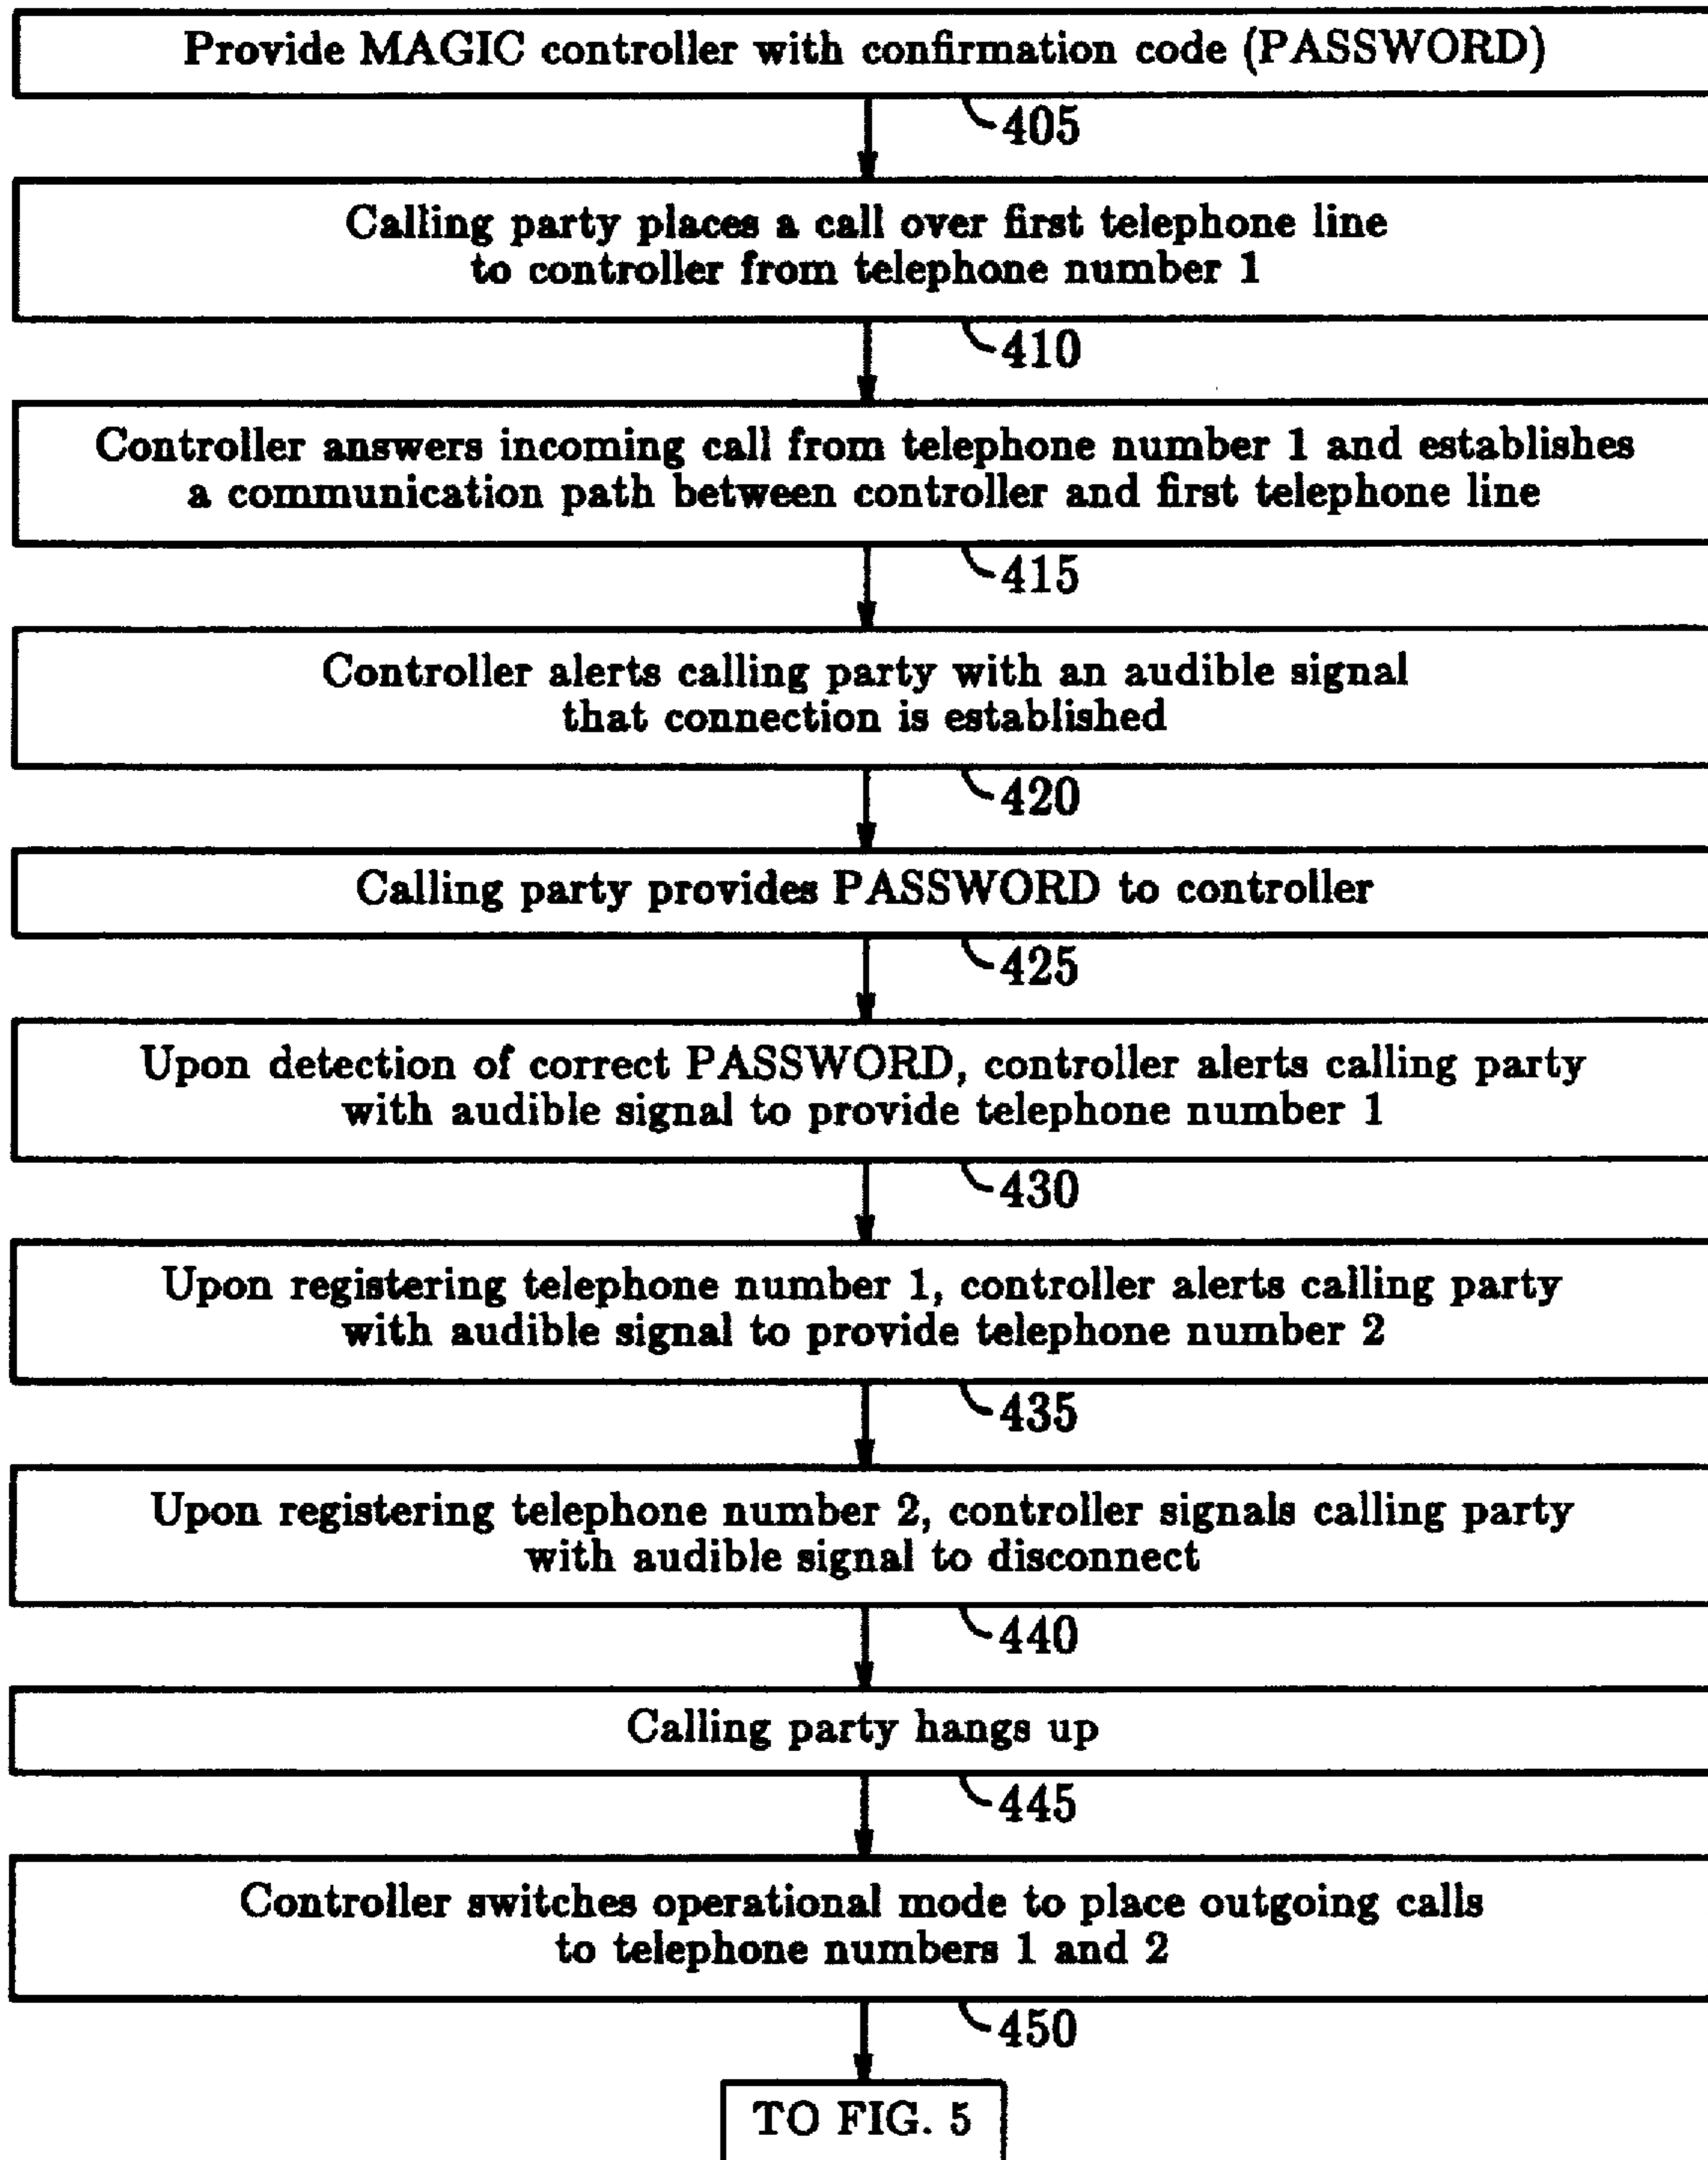 Provide MAGIC controller with confirmation code (PASSWORD)
405
Calling party places a call over first telephone line
to controller from telephone number 1
410
Controller answers incoming call from telephone number 1 and establishes
a communication path between controller and first telephone line
415
Controller alerts calling party with an audible signal
that connection is established
420
Calling party provides PASSWORD to controller
425
Upon detection of correct PASSWORD, controller alerts calling party
with audible signal to provide telephone number 1
430
Upon registering telephone number 1, controller alerts calling party
with audible signal to provide telephone number 2
435
Upon registering telephone number 2, controller signals calling party
with audible signal to disconnect
440
Calling party hangs up
445
Controller switches operational mode to place outgoing calls
to telephone numbers 1 and 2
450
TO FIG. 5